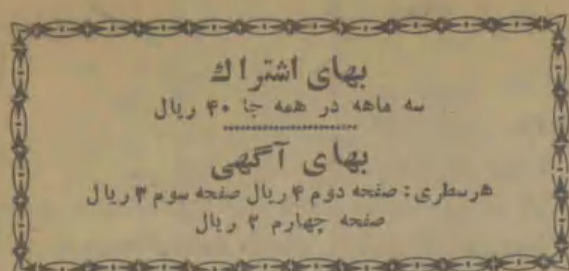 بهای اشتراك
سه ماهه در همه جا ۴۰ ریال
بهای آگهی
هرسطری: صفحه دوم ۴ ریال صفحه سوم ۳ ریال
صفحه چهارم ۲ ریال